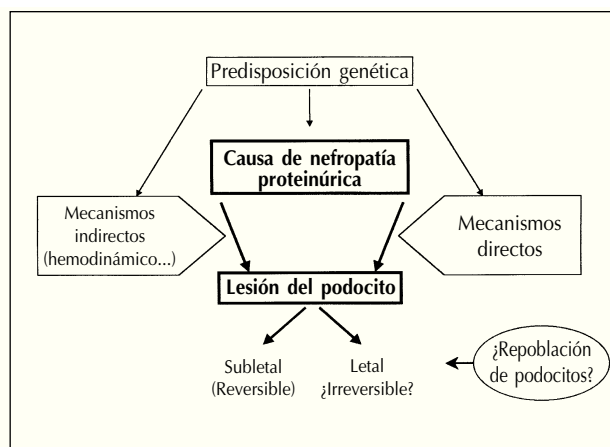 Predisposición genética
Causa de nefropatía
proteinúrica
Mecanismos
indirectos
(hemodinámico...)
Mecanismos
directos
Lesión del podocito
Subletal
(Reversible)
Letal
¿Irreversible?
¿Repoblación
de podocitos?